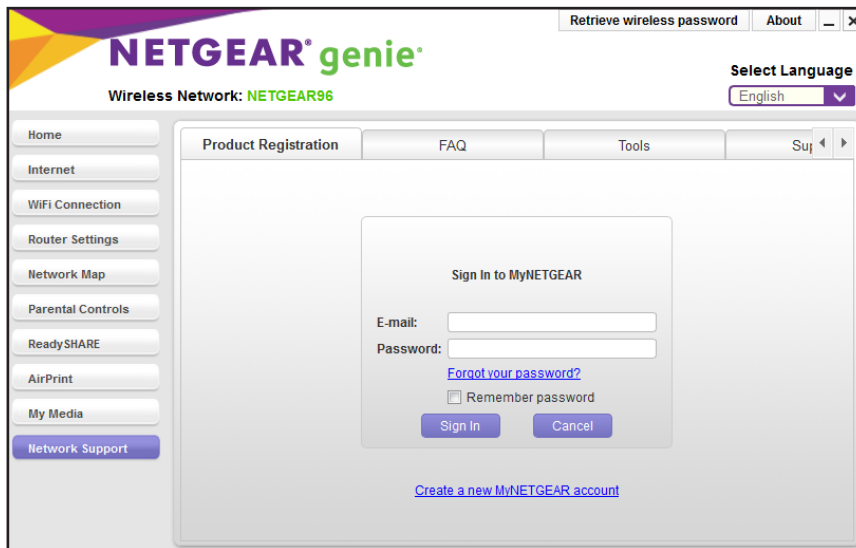 Retrieve wireless password About
NETGEAR® genie®
Select Language
Wireless Network: NETGEAR96
English
Home
Product Registration FAQ Tools
Internet
WiFi Connection
Router Settings
Network Map
Sign In to MyNETGEAR
Parental Controls
E-mail:
ReadySHARE
Password:
AirPrint
Forgot your password?
Remember password
My Media
Sign In Cancel
Network Support
Create a new MyNETGEAR account